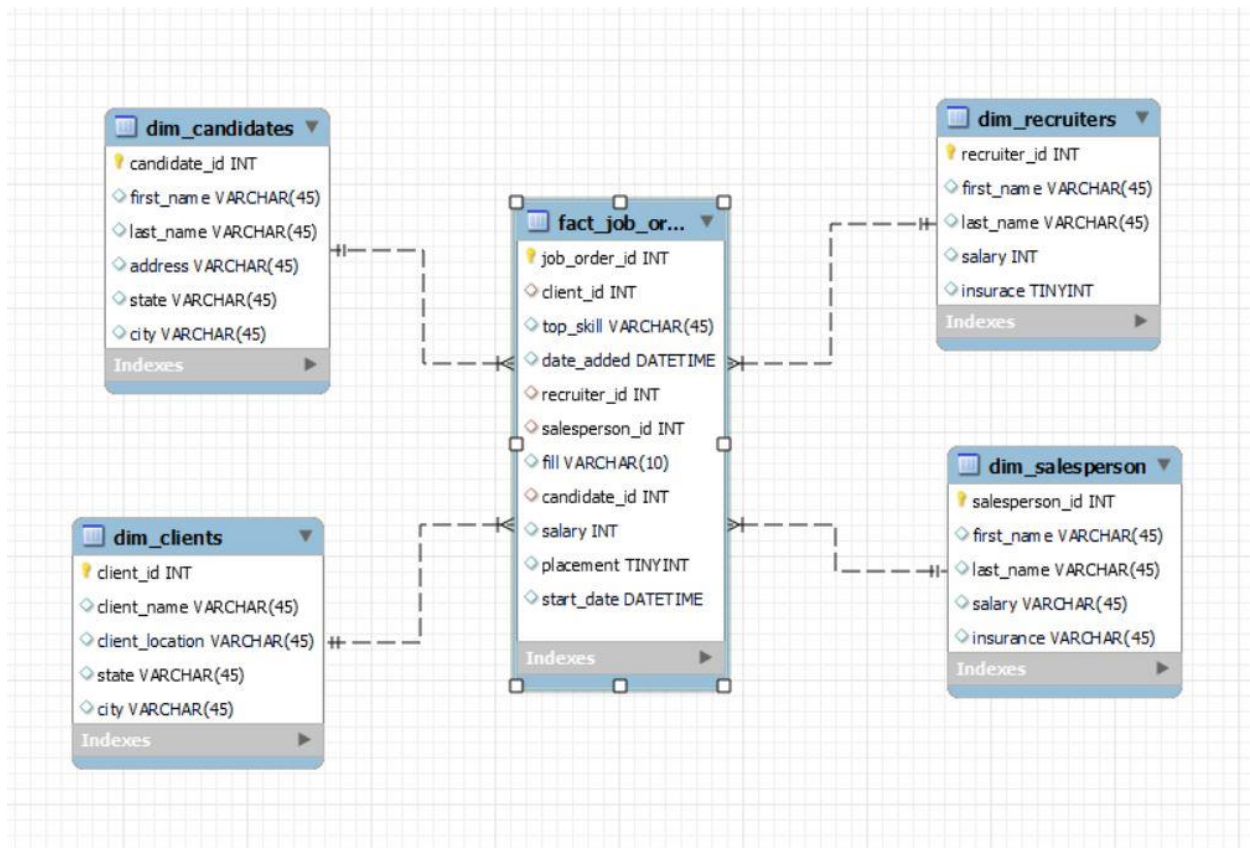 dim_candidates
candidate_id INT
first_name VARCHAR(45)
last_name VARCHAR(45)
address VARCHAR(45)
state VARCHAR(45)
city VARCHAR(45)
Indexes
dim_clients
client_id INT
client_name VARCHAR(45)
client_location VARCHAR(45)
state VARCHAR(45)
city VARCHAR(45)
Indexes
fact_job_or...
job_order_id INT
client_id INT
top_skill VARCHAR(45)
date_added DATETIME
recruiter_id INT
salesperson_id INT
fill VARCHAR(10)
candidate_id INT
salary INT
placement TINYINT
start_date DATETIME
Indexes
dim_recruiters
recruiter_id INT
first_name VARCHAR(45)
last_name VARCHAR(45)
salary INT
insurace TINYINT
Indexes
dim_salesperson
salesperson_id INT
first_name VARCHAR(45)
last_name VARCHAR(45)
salary VARCHAR(45)
insurance VARCHAR(45)
Indexes